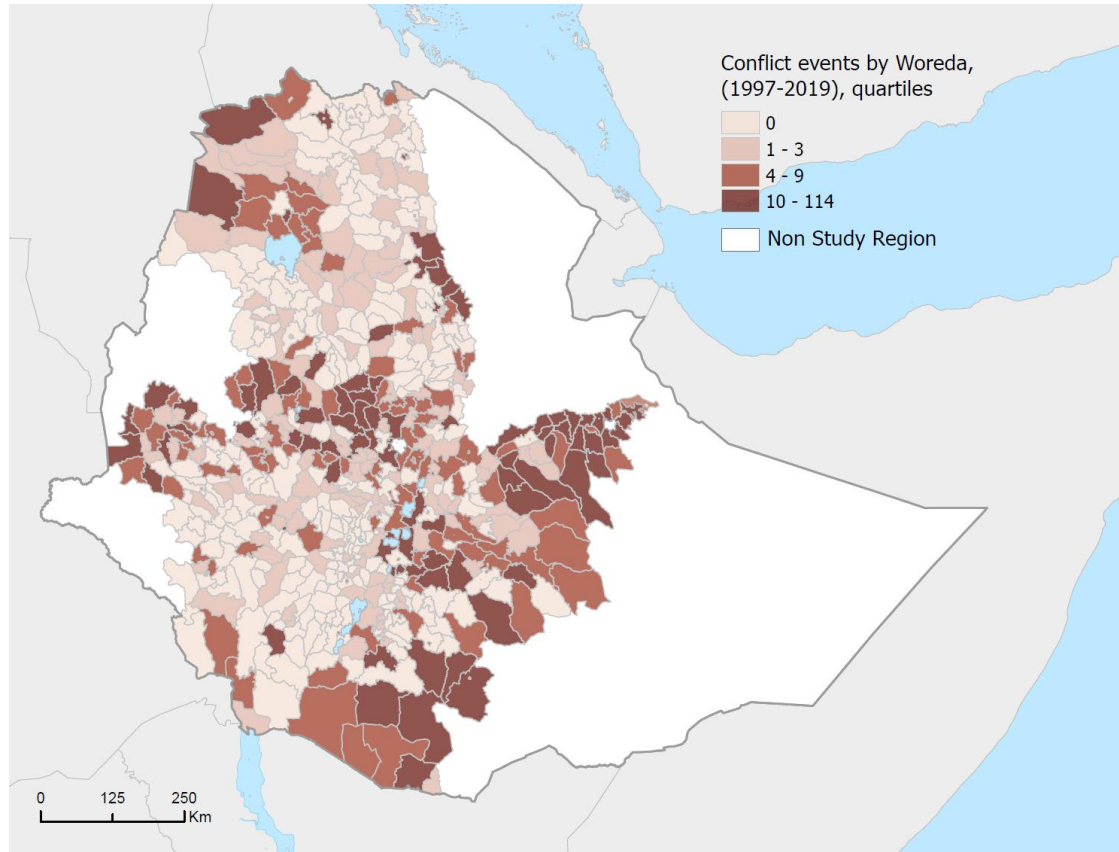 Conflict events by Woreda,
(1997-2019), quartiles
0
1 - 3
4 - 9
10 - 114
Non Study Region
0 125 250
Km